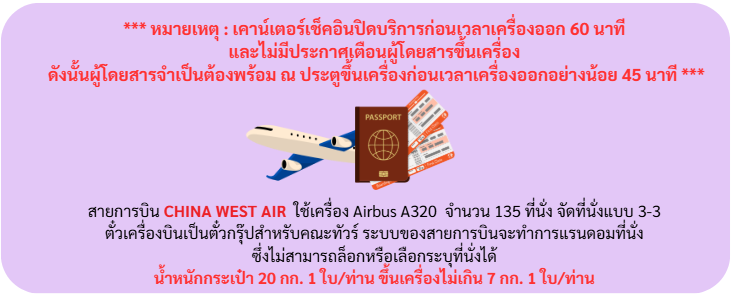 *** หมายเหตุ : เคาน์เตอร์เช็คอินปิดบริการก่อนเวลาเครื่องออก 60 นาที
และไม่มีประกาศเตือนผู้โดยสารขึ้นเครื่อง
ดังนั้นผู้โดยสารจำเป็นต้องพร้อม ณ ประตูขึ้นเครื่องก่อนเวลาเครื่องออกอย่างน้อย 45 นาที ***
PASSPORT
สายการบิน CHINA WEST AIR ใช้เครื่อง Airbus A320 จำนวน 135 ที่นั่ง จัดที่นั่งแบบ 3-3
ตั๋วเครื่องบินเป็นตั๋วกรุ๊ปสำหรับคณะทัวร์ ระบบของสายการบินจะทำการแรนดอมที่นั่ง
ซึ่งไม่สามารถล็อกหรือเลือกระบุที่นั่งได้
น้ำหนักกระเป๋า 20 กก. 1 ใบ/ท่าน ขึ้นเครื่องไม่เกิน 7 กก. 1 ใบ/ท่าน